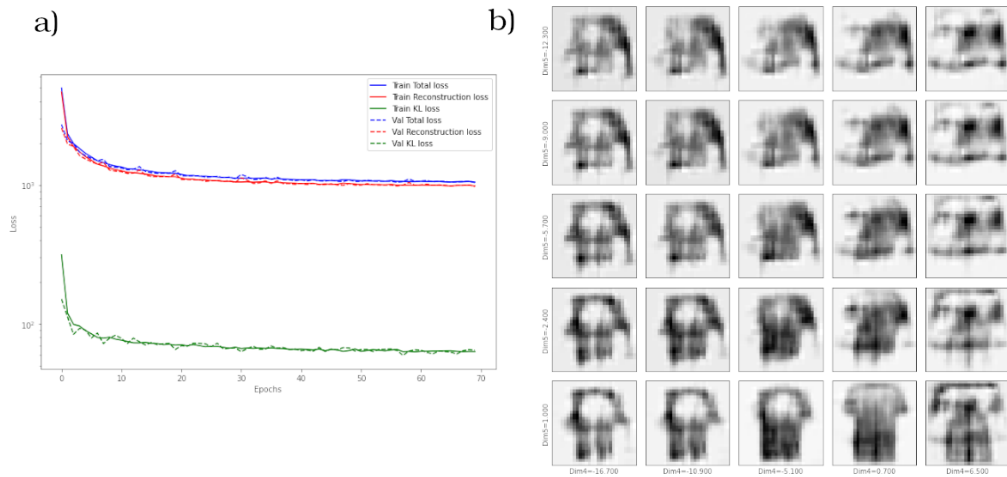 a)
b)
Train Total loss
Train Reconstruction loss
Train KL loss
Val Total loss
Val Reconstruction loss
Val KL loss
10³
10²
Loss
0
10
20
30
40
50
60
70
Epochs
Dim5=-12.300
Dim5=-9.000
Dim5=-5.700
Dim5=-2.400
Dim5=1.000
Dim4=-16.700
Dim4=-10.900
Dim4=-5.100
Dim4=0.700
Dim4=6.500